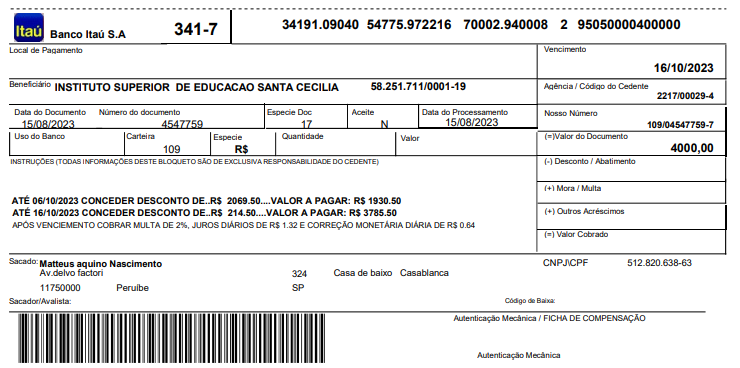 Itaú Banco Itaú S.A 341-7 34191.09040 54775.972216 70002.940008 2 95050000400000
Local de Pagamento Vencimento
16/10/2023
Beneficiário INSTITUTO SUPERIOR DE EDUCACAO SANTA CECILIA 58.251.711/0001-19 Agência / Código do Cedente
2217/00029-4
Data do Documento Número do documento Especie Doc Aceite Data do Processamento Nosso Número
15/08/2023 4547759 17 N 15/08/2023 109/04547759-7
Uso do Banco Carteira Especie Quantidade Valor (=)Valor do Documento
109 R$ 4000,00
INSTRUÇÕES (TODAS INFORMAÇÕES DESTE BLOQUETO SÃO DE EXCLUSIVA RESPONSABILIDADE DO CEDENTE) (-) Desconto / Abatimento
(+) Mora / Multa
ATÉ 06/10/2023 CONCEDER DESCONTO DE..R$ 2069.50....VALOR A PAGAR: R$ 1930.50
ATÉ 16/10/2023 CONCEDER DESCONTO DE..R$ 214.50....VALOR A PAGAR: R$ 3785.50 (+) Outros Acréscimos
APÓS VENCIEMENTO COBRAR MULTA DE 2%, JUROS DIÁRIOS DE R$ 1.32 E CORREÇÃO MONETÁRIA DIÁRIA DE R$ 0.64
(=) Valor Cobrado
Sacado: Matteus aquino Nascimento CNPJ\CPF 512.820.638-63
Av.delvo factori 324 Casa de baixo Casablanca
11750000 Peruíbe SP
Sacador/Avalista: Código de Baixa:
Autenticação Mecânica / FICHA DE COMPENSAÇÃO
Autenticação Mecânica